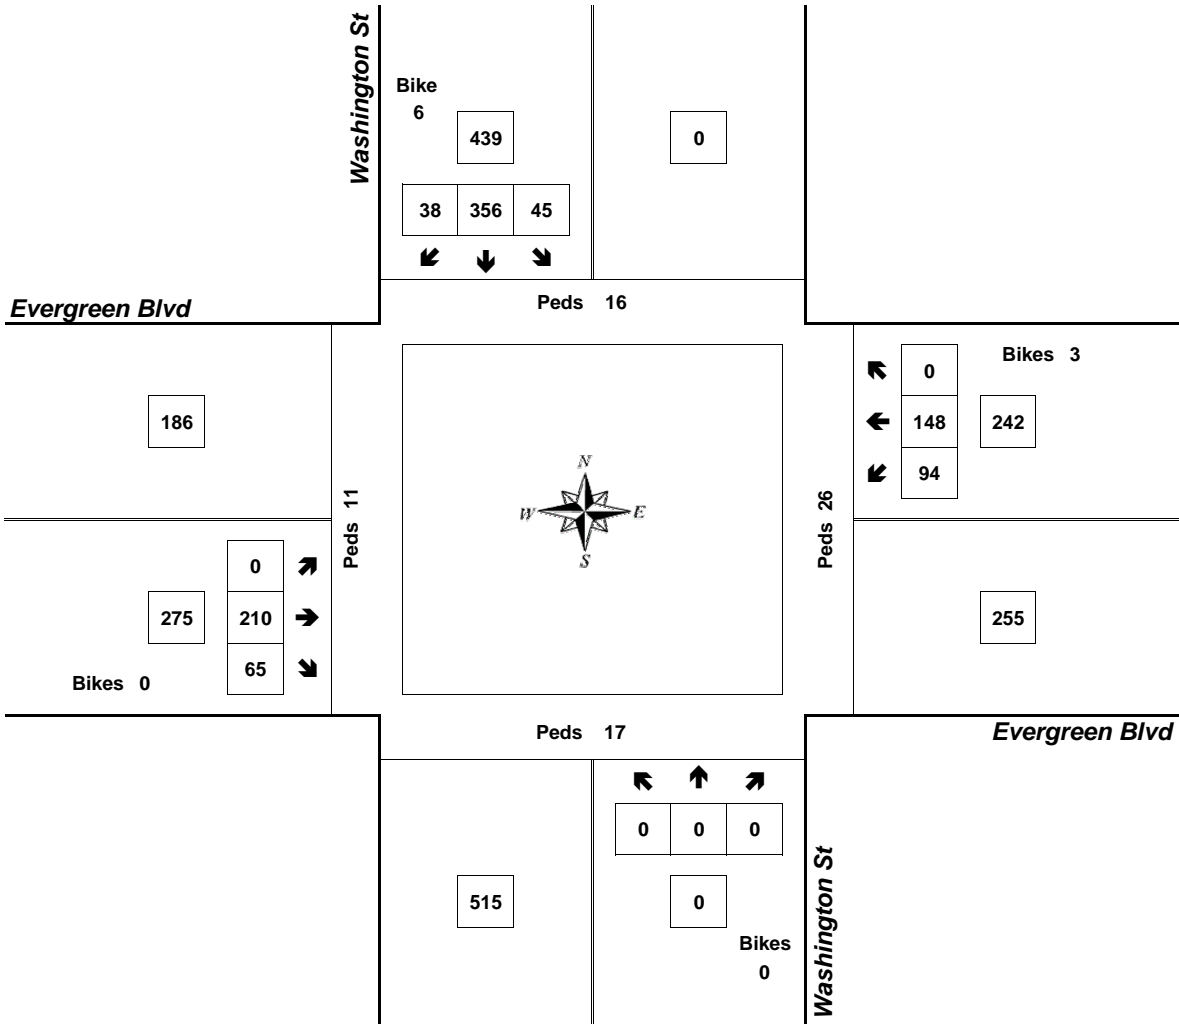 Washington St
Bike
6
439
0
38 356 45
Evergreen Blvd
Peds 16
Bikes 3
0
186
148 242
94
N
W E
S
Peds 11
Peds 26
0
275 210
255
65
Bikes 0
Peds 17
Evergreen Blvd
0 0 0
515
0
Bikes
0
Washington St